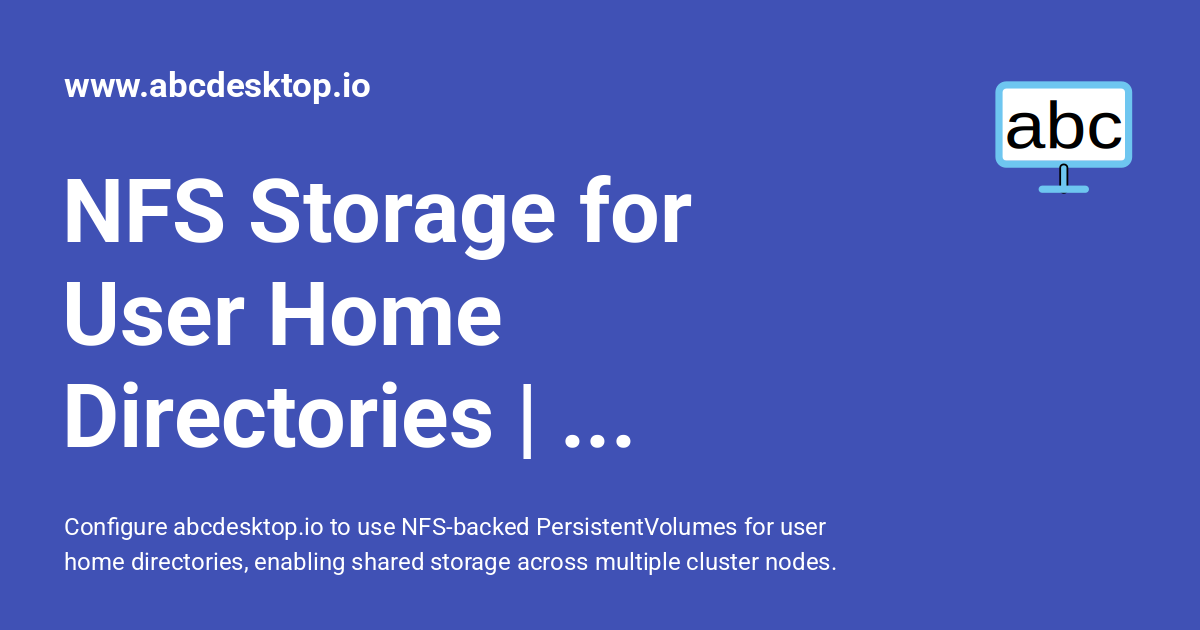 www.abcdesktop.io
abc
NFS Storage for
User Home
Directories | ...
Configure abcdesktop.io to use NFS-backed PersistentVolumes for user
home directories, enabling shared storage across multiple cluster nodes.